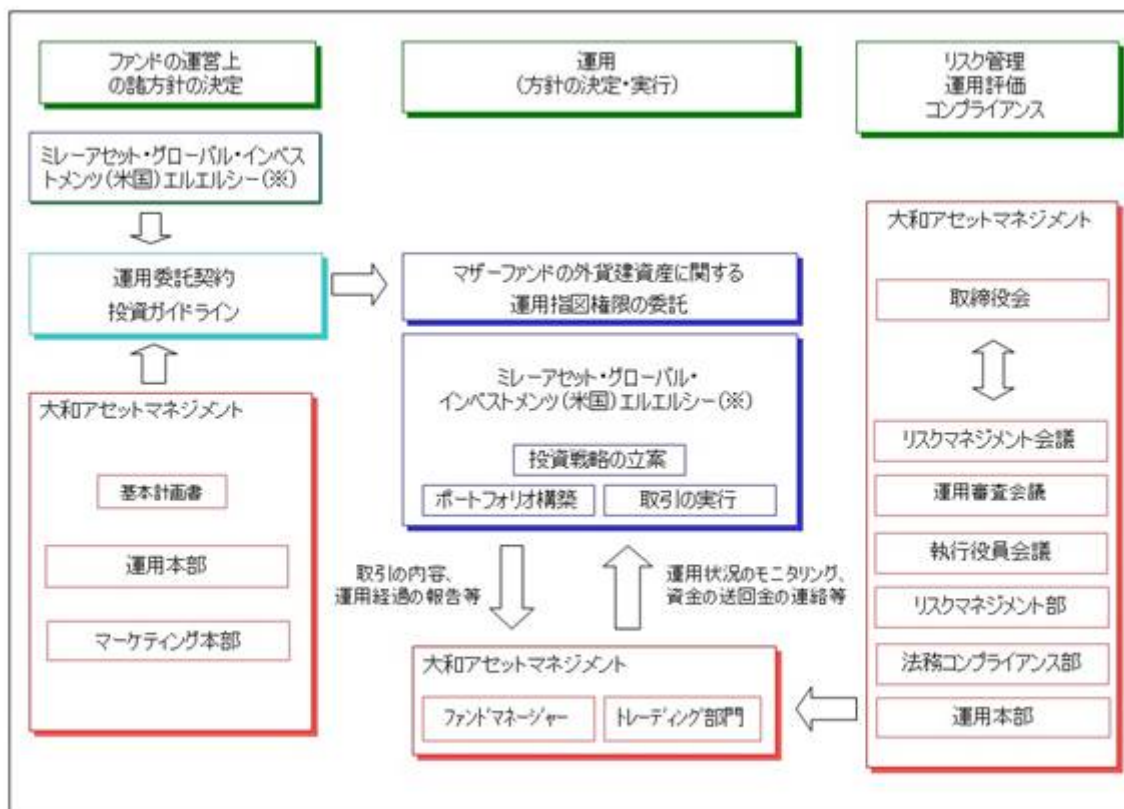 ファンドの運営上
の諸方針の決定
運用
(方針の決定・実行)
リスク管理
運用評価
コンプライアンス
ミレーアセット・グローバル・インベス
トメンツ(米国)エルエルシー(※)
運用委託契約
投資ガイドライン
マザーファンドの外貨建資産に関する
運用指図権限の委託
ミレーアセット・グローバル・
インベストメンツ(米国)エルエルシー(※)
投資戦略の立案
ポートフォリオ構築
取引の実行
大和アセットマネジメント
基本計画書
運用本部
マーケティング本部
取引の内容、
運用経過の報告等
運用状況のモニタリング、
資金の送回金の連絡等
大和アセットマネジメント
ファンドマネージャー
トレーディング部門
大和アセットマネジメント
取締役会
リスクマネジメント会議
運用審査会議
執行役員会議
リスクマネジメント部
法務コンプライアンス部
運用本部